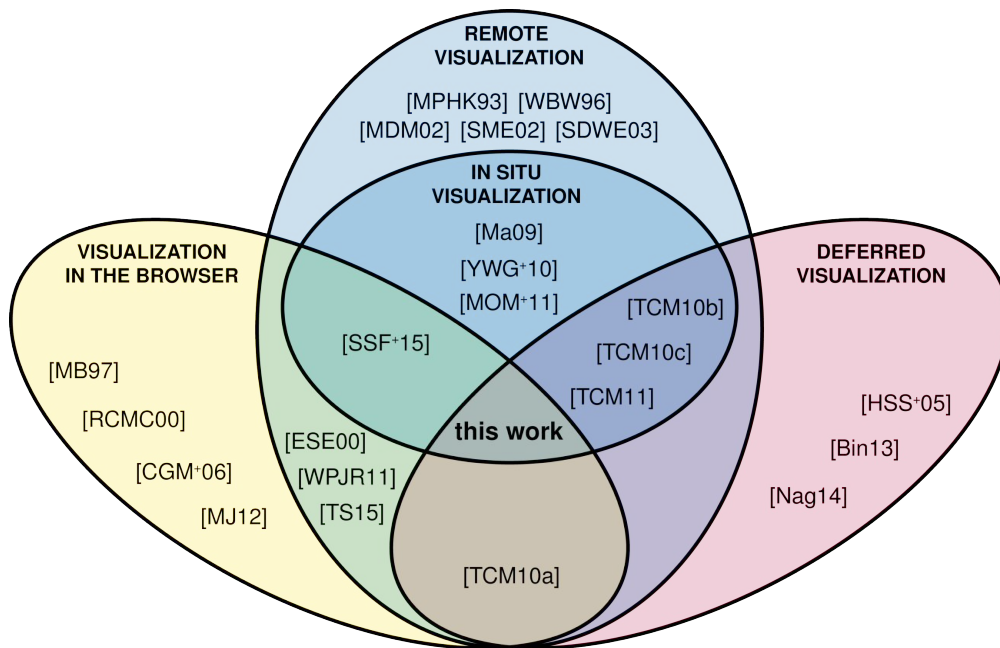 REMOTE
VISUALIZATION
[MPHK93] [WBW96]
[MDM02] [SME02] [SDWE03]
IN SITU
VISUALIZATION
[Ma09]
[YWG+10]
[MOM+11]
VISUALIZATION
IN THE BROWSER
[MB97]
[RCMC00]
[CGM+06]
[MJ12]
[SSF+15]
[ESE00]
[WPJR11]
[TS15]
this work
[TCM10a]
[TCM10b]
[TCM10c]
[TCM11]
DEFERRED
VISUALIZATION
[HSS+05]
[Bin13]
[Nag14]